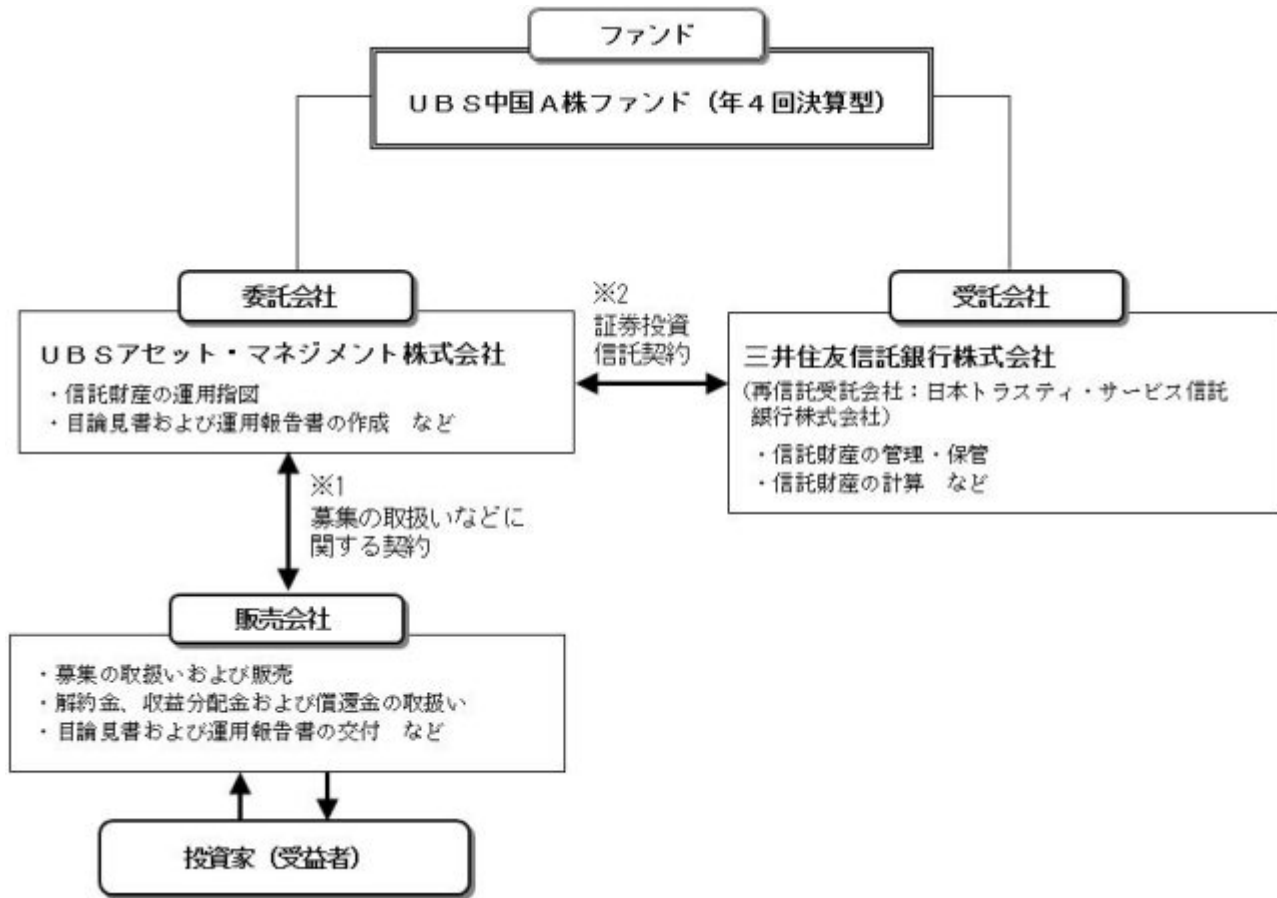 ファンド
UBS中国A株ファンド（年４回決算型）
委託会社
UBSアセット・マネジメント株式会社
・信託財産の運用指図
・目論見書および運用報告書の作成　など
※2
証券投資
信託契約
受託会社
三井住友信託銀行株式会社
(再信託受託会社：日本トラスティ・サービス信託
銀行株式会社)
・信託財産の管理・保管
・信託財産の計算　など
※1
募集の取扱いなどに
関する契約
販売会社
・募集の取扱いおよび販売
・解約金、収益分配金および償還金の取扱い
・目論見書および運用報告書の交付　など
投資家（受益者）